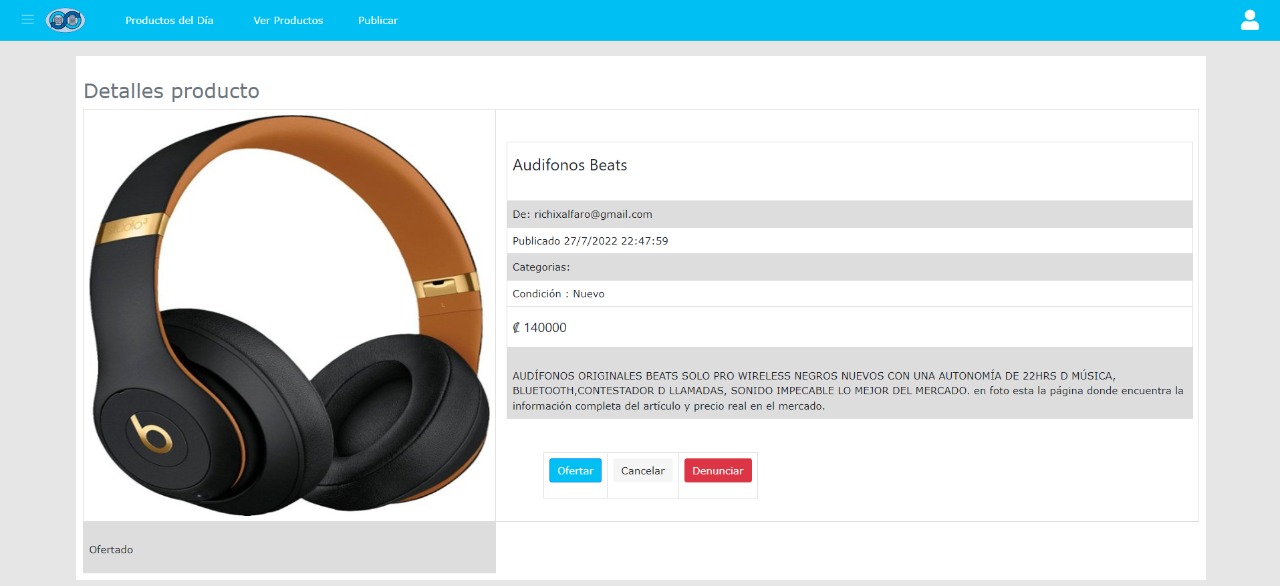 Productos del Día
Ver Productos
Publicar
Detalles producto
Audifonos Beats
De: richixalfaro@gmail.com
Publicado 27/7/2022 22:47:59
Categorias:
Condición : Nuevo
₡ 140000
AUDÍFONOS ORIGINALES BEATS SOLO PRO WIRELESS NEGROS NUEVOS CON UNA AUTONOMÍA DE 22HRS D MÚSICA,
BLUETOOTH,CONTESTADOR D LLAMADAS, SONIDO IMPECABLE LO MEJOR DEL MERCADO. en foto esta la página donde encuentra la
información completa del artículo y precio real en el mercado.
Ofertar
Cancelar
Denunciar
Ofertado